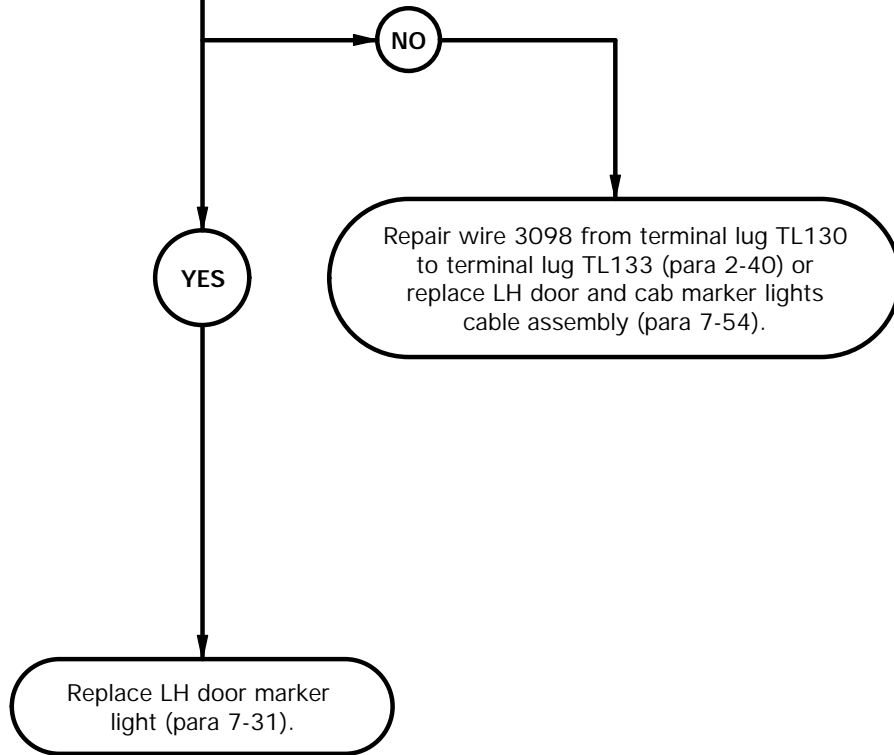 NO
Repair wire 3098 from terminal lug TL130
to terminal lug TL133 (para 2-40) or
replace LH door and cab marker lights
cable assembly (para 7-54).
YES
Replace LH door marker
light (para 7-31).